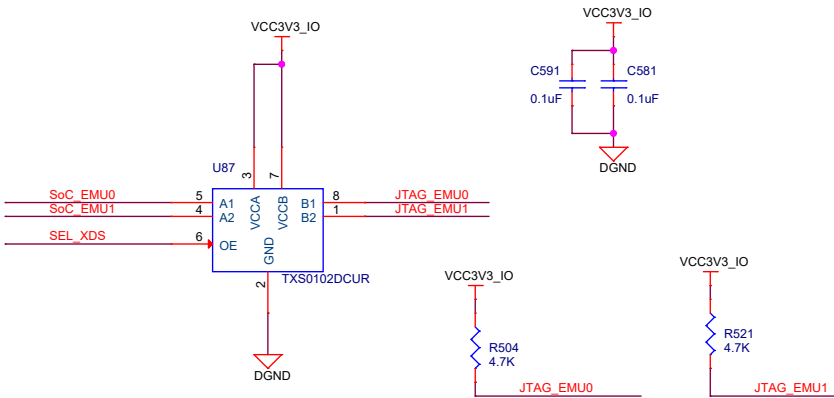 VCC3V3_IO
U87
3
7
SoC_EMU0
5
A1
VCCA
VCCB
B1
8
JTAG_EMU0
SoC_EMU1
4
A2
B2
1
JTAG_EMU1
SEL_XDS
6
OE
GND
TXS0102DCUR
2
DGND
VCC3V3_IO
C591
C581
0.1uF
0.1uF
DGND
VCC3V3_IO
R504
4.7K
JTAG_EMU0
VCC3V3_IO
R521
4.7K
JTAG_EMU1